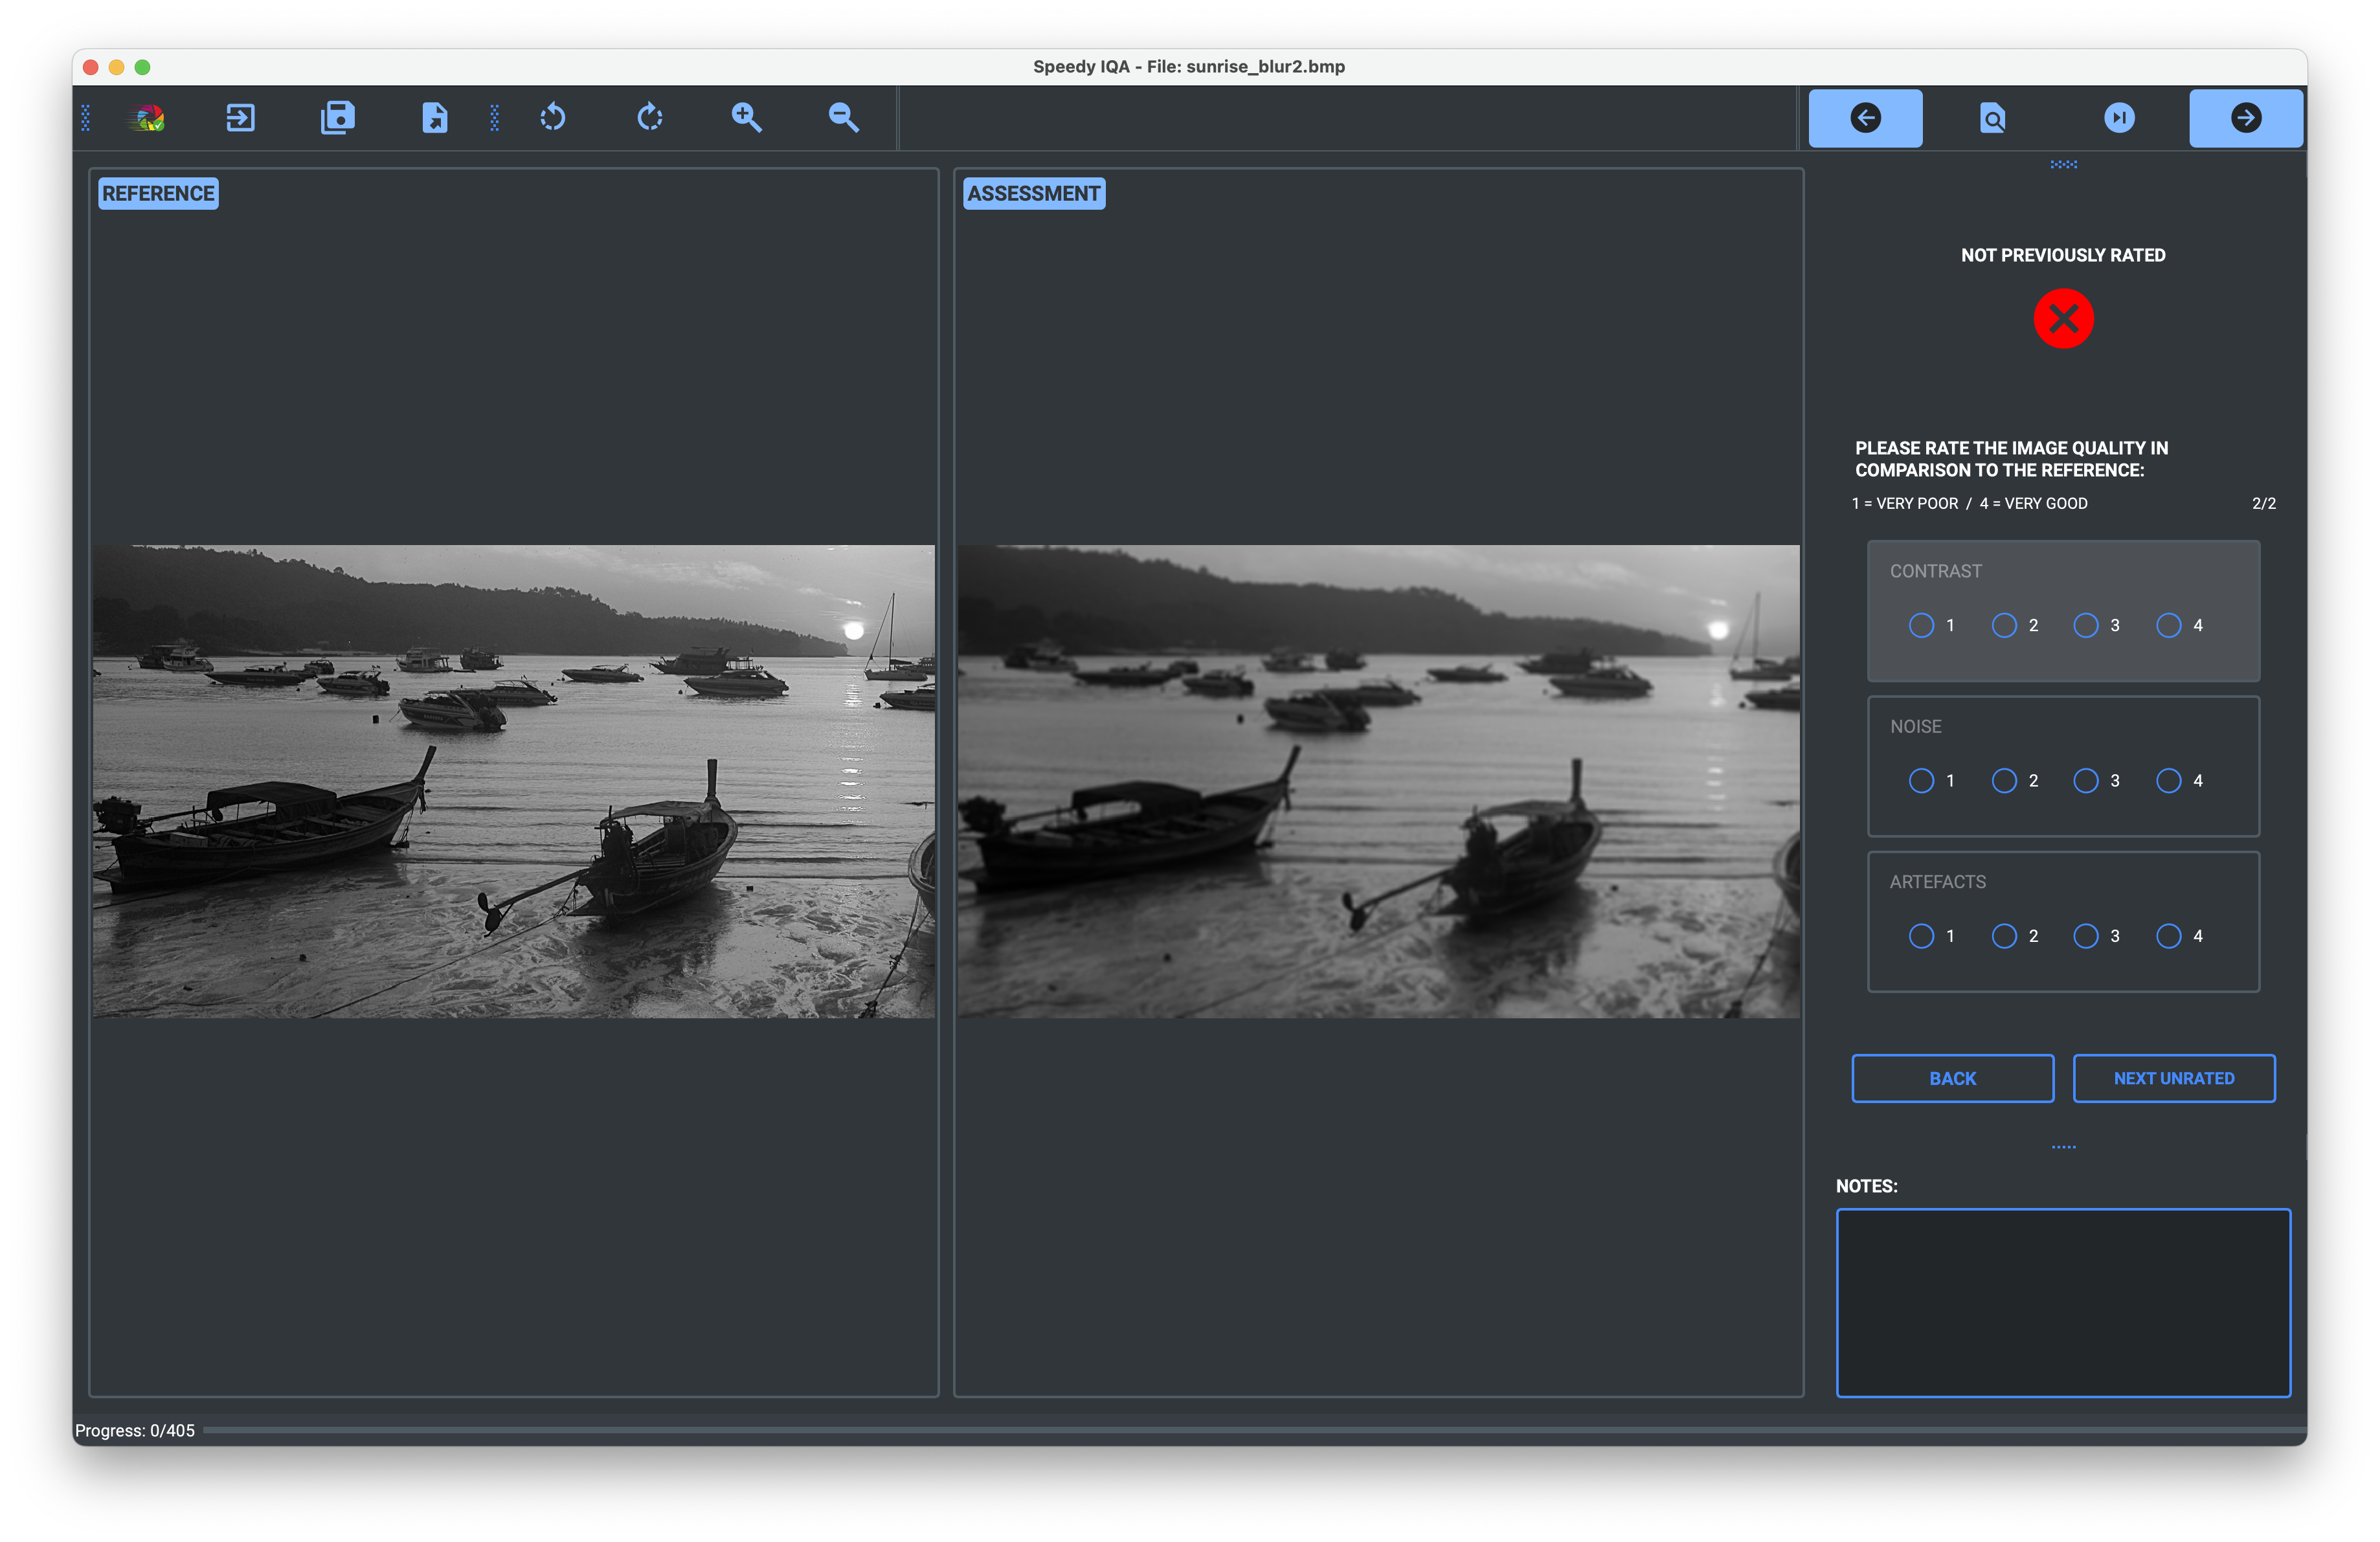 Speedy IQA - File: sunrise_blur2.bmp
REFERENCE
ASSESSMENT
NOT PREVIOUSLY RATED
PLEASE RATE THE IMAGE QUALITY IN
COMPARISON TO THE REFERENCE:
1 = VERY POOR / 4 = VERY GOOD 2/2
CONTRAST
1 2 3 4
NOISE
1 2 3 4
ARTEFACTS
1 2 3 4
BACK NEXT UNRATED
NOTES:
Progress: 0/405